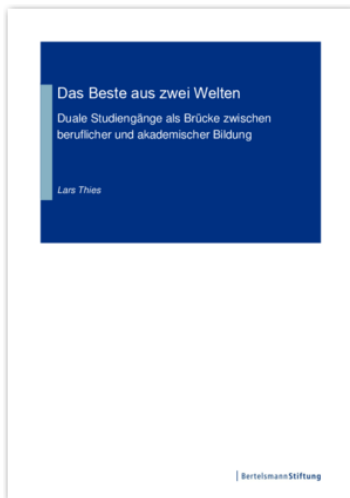 Das Beste aus zwei Welten
Duale Studiengänge als Brücke zwischen
beruflicher und akademischer Bildung
Lars Thies
BertelsmannStiftung